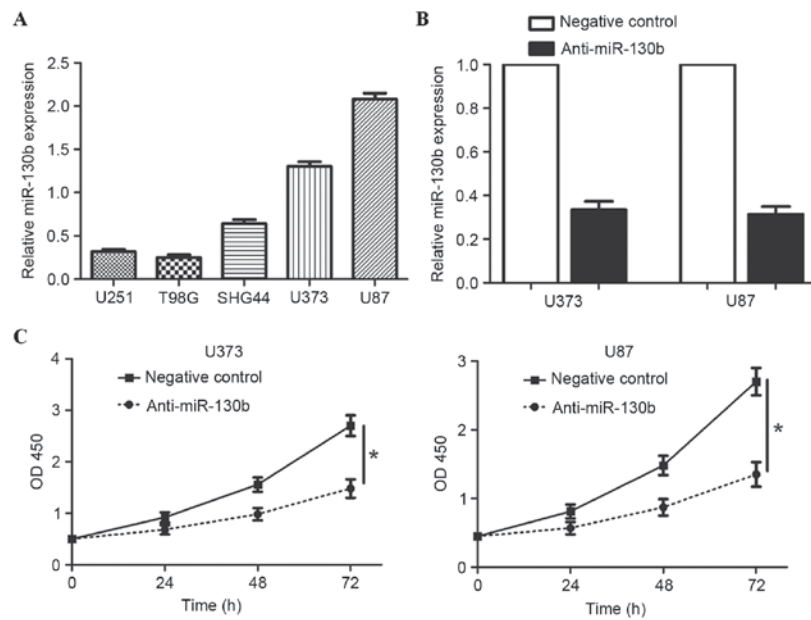 A
Relative miR-130b expression
2.5
2.0
1.5
1.0
0.5
0.0
U251 T98G SHG44 U373 U87
B
Negative control
Anti-miR-130b
Relative miR-130b expression
1.0
0.8
0.6
0.4
0.2
0.0
U373 U87
C
U373
Negative control
Anti-miR-130b
OD 450
4
3
2
1
0
0 24 48 72
Time (h)
*
U87
Negative control
Anti-miR-130b
OD 450
3
2
1
0
0 24 48 72
Time (h)
*